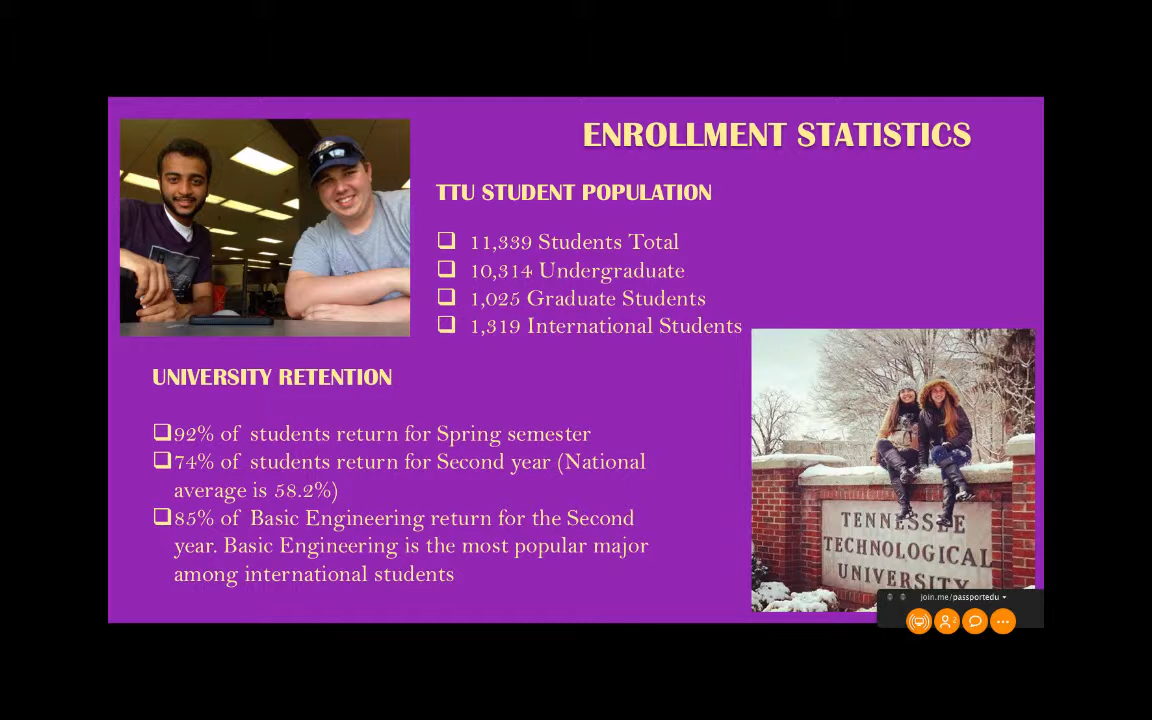 ENROLLMENT STATISTICS
TTU STUDENT POPULATION
11,339 Students Total
10,314 Undergraduate
1,025 Graduate Students
1,319 International Students
UNIVERSITY RETENTION
92% of students return for Spring semester
74% of students return for Second year (National
average is 58.2%)
85% of Basic Engineering return for the Second
year. Basic Engineering is the most popular major
among international students
TENNESSEE
TECHNOLOGICAL
UNIVERSITY
join.me/passportedu